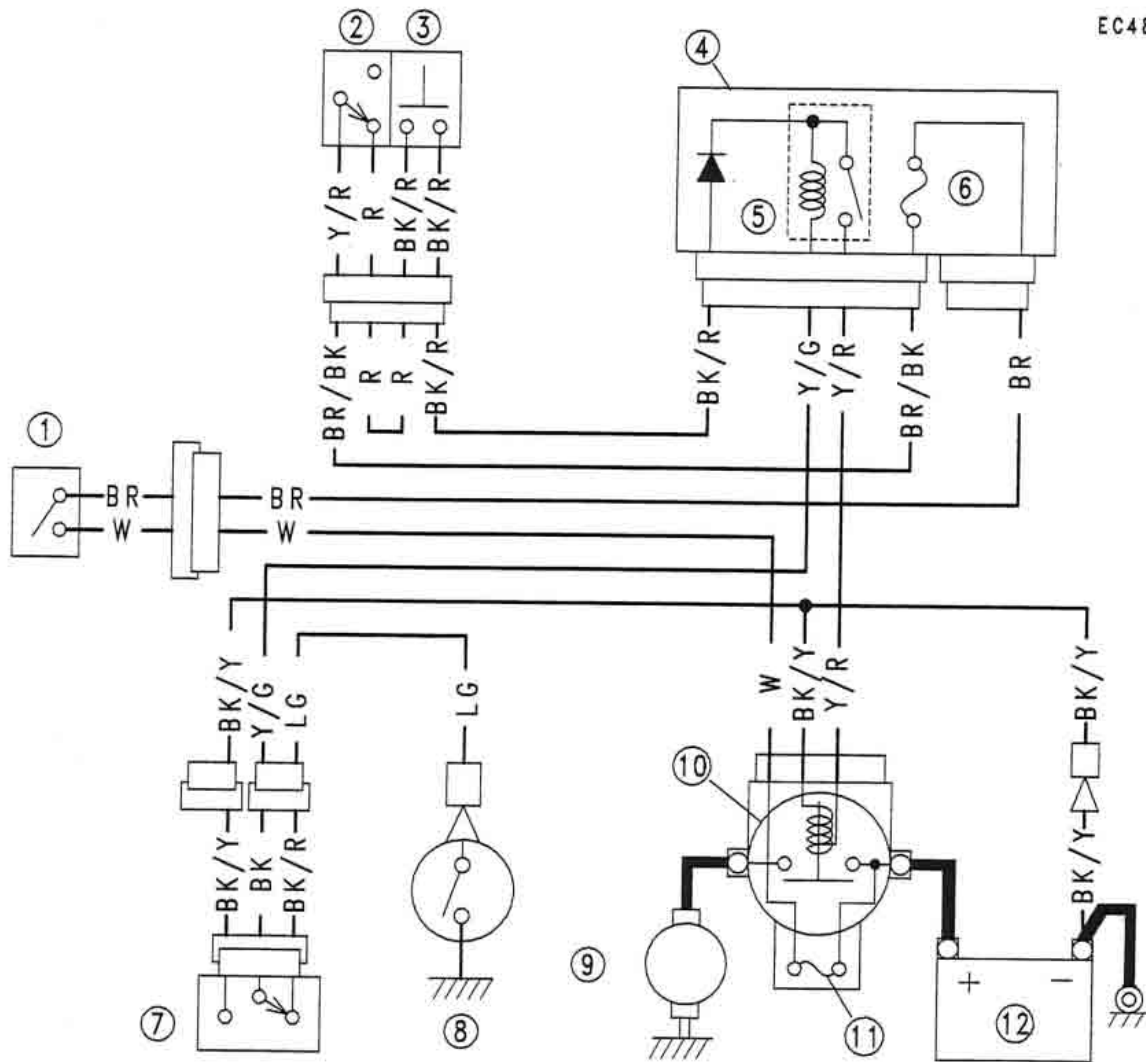 EC48
② ③
④
Y/R R BK/R BK/R
⑤ ⑥
BR/BK R R BK/R
BK/R Y/G Y/R BR/BK BR
①
BR BR
W W
BK/Y Y/G LG
LG
W BK/Y Y/R
BK/Y
⑩
BK/Y BK BK/R
BK/Y
⑨
+ −
⑦ ⑧ ⑪ ⑫